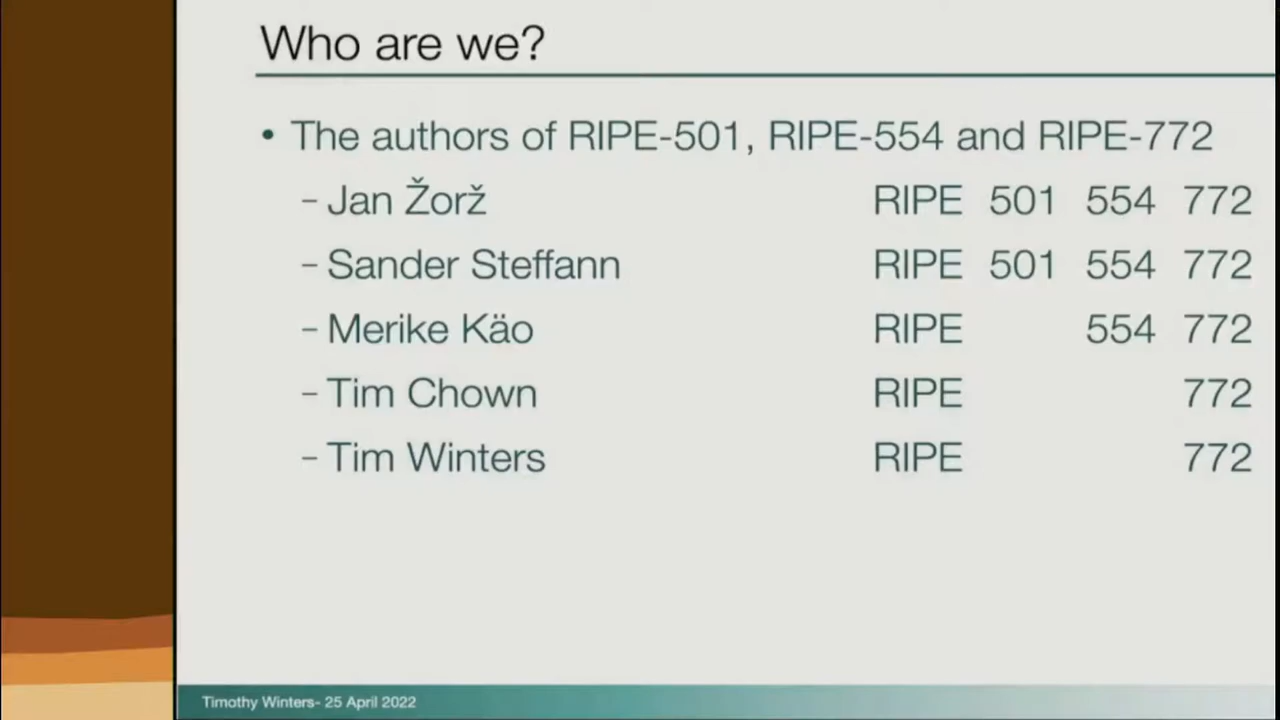 Who are we?
• The authors of RIPE-501, RIPE-554 and RIPE-772
– Jan Žorž RIPE 501 554 772
– Sander Steffann RIPE 501 554 772
– Merike Käo RIPE 554 772
– Tim Chown RIPE 772
– Tim Winters RIPE 772
Timothy Winters- 25 April 2022